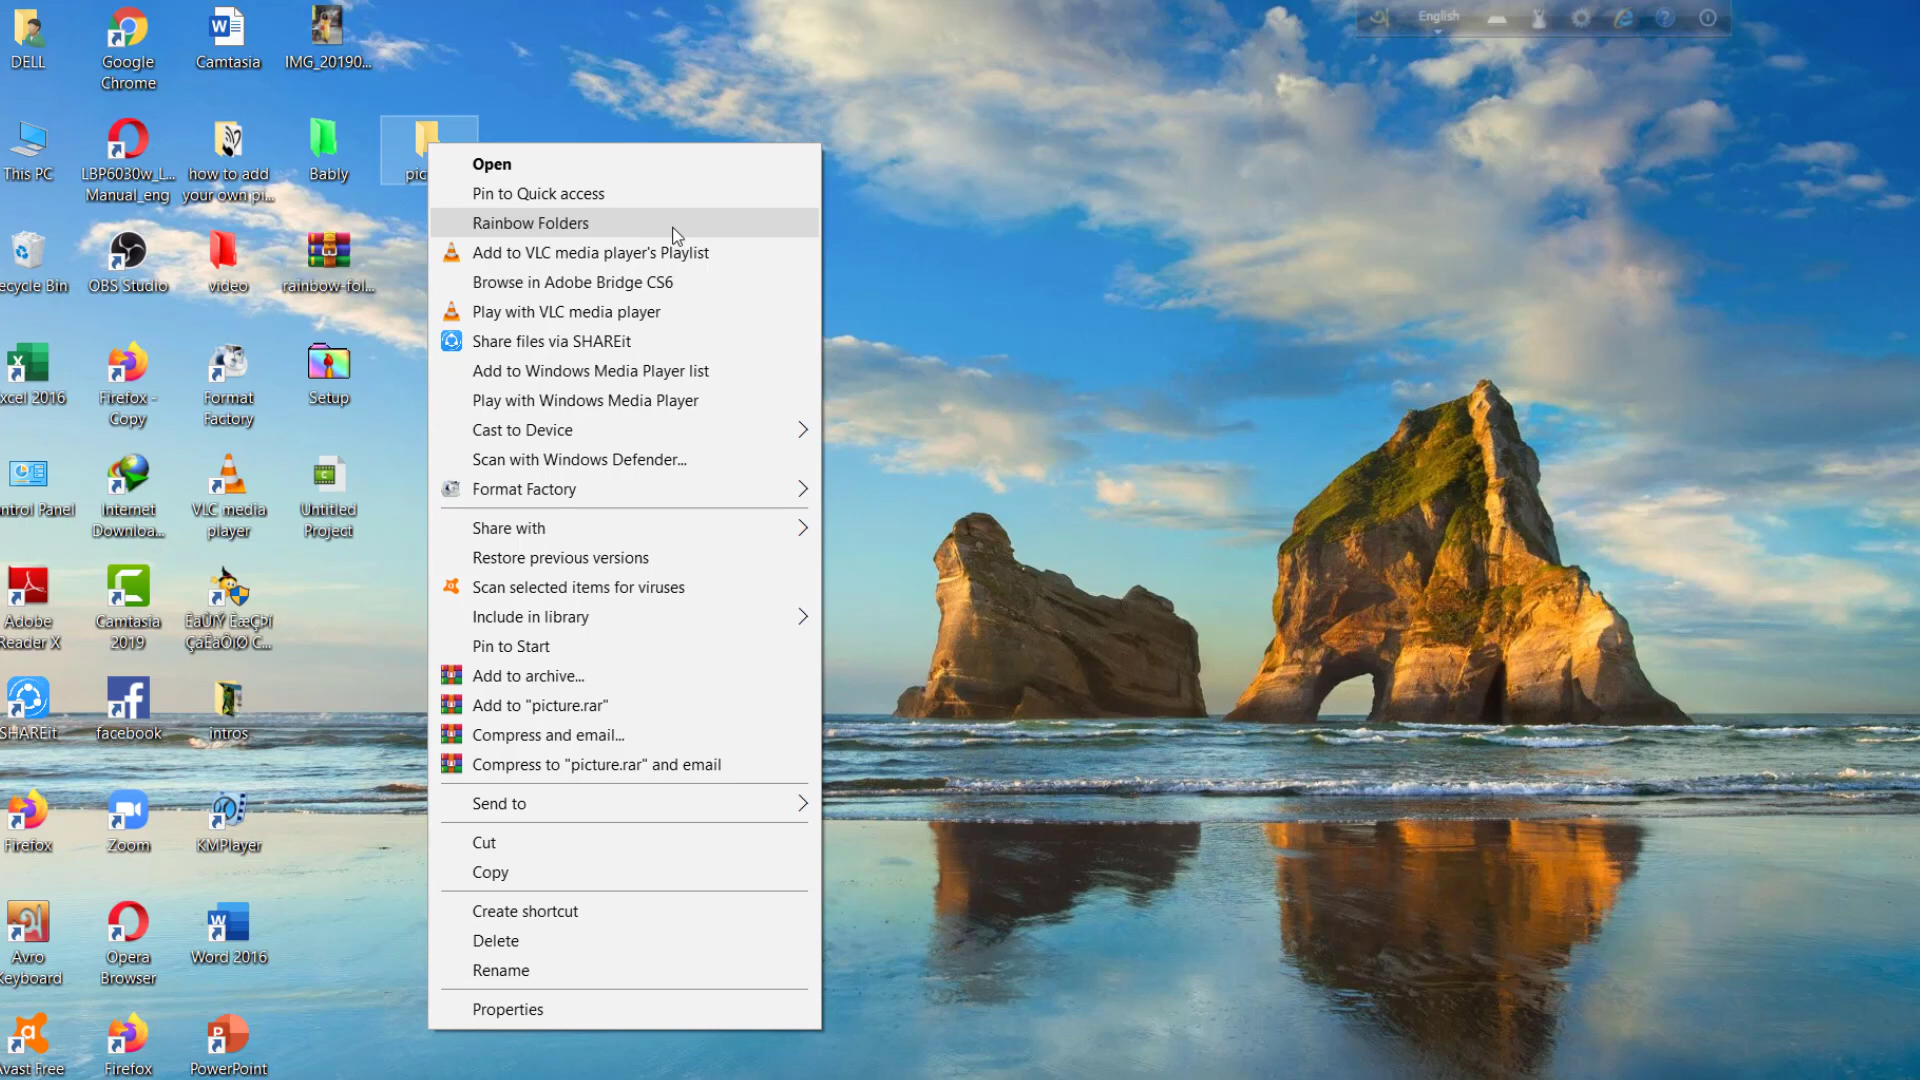 DELL
Google
Chrome
Camtasia
IMG_20190...
English
This PC
LBP6030w_L...
Manual_eng
how to add
your own pi...
Bably
pic
ecycle Bin
OBS Studio
video
rainbow-fol...
xcel 2016
Firefox -
Copy
Format
Factory
Setup
ntrol Panel
Internet
Downloa...
VLC media
player
Untitled
Project
Adobe
Reader X
Camtasia
2019
SHAREit
facebook
intros
Firefox
Zoom
KMPlayer
Avro
Keyboard
Opera
Browser
Word 2016
Avast Free
Firefox
PowerPoint
Open
Pin to Quick access
Rainbow Folders
Add to VLC media player's Playlist
Browse in Adobe Bridge CS6
Play with VLC media player
Share files via SHAREit
Add to Windows Media Player list
Play with Windows Media Player
Cast to Device
Scan with Windows Defender...
Format Factory
Share with
Restore previous versions
Scan selected items for viruses
Include in library
Pin to Start
Add to archive...
Add to "picture.rar"
Compress and email...
Compress to "picture.rar" and email
Send to
Cut
Copy
Create shortcut
Delete
Rename
Properties